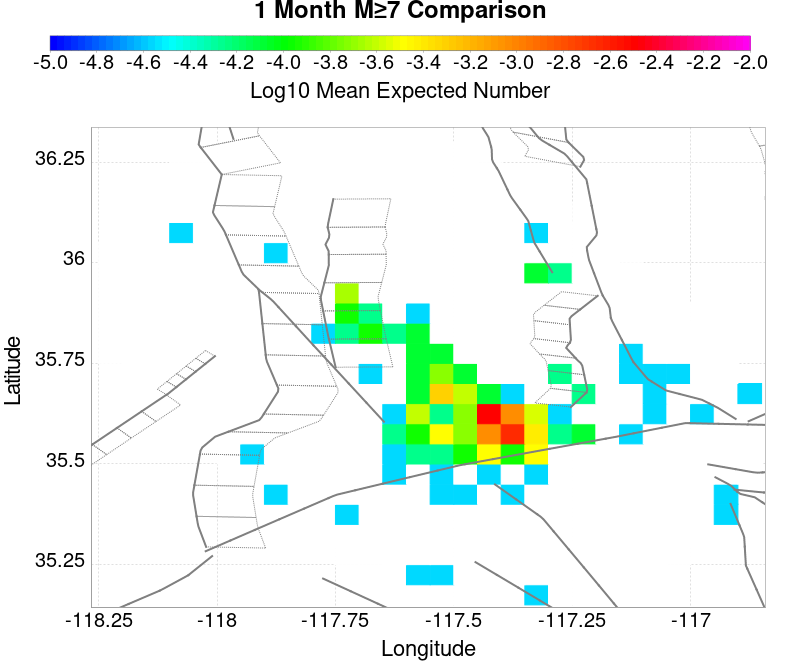 1 Month M≥7 Comparison
-5.0 -4.8 -4.6 -4.4 -4.2 -4.0 -3.8 -3.6 -3.4 -3.2 -3.0 -2.8 -2.6 -2.4 -2.2 -2.0
Log10 Mean Expected Number
36.25
36
35.75
35.5
35.25
Latitude
-118.25 -118 -117.75 -117.5 -117.25 -117
Longitude